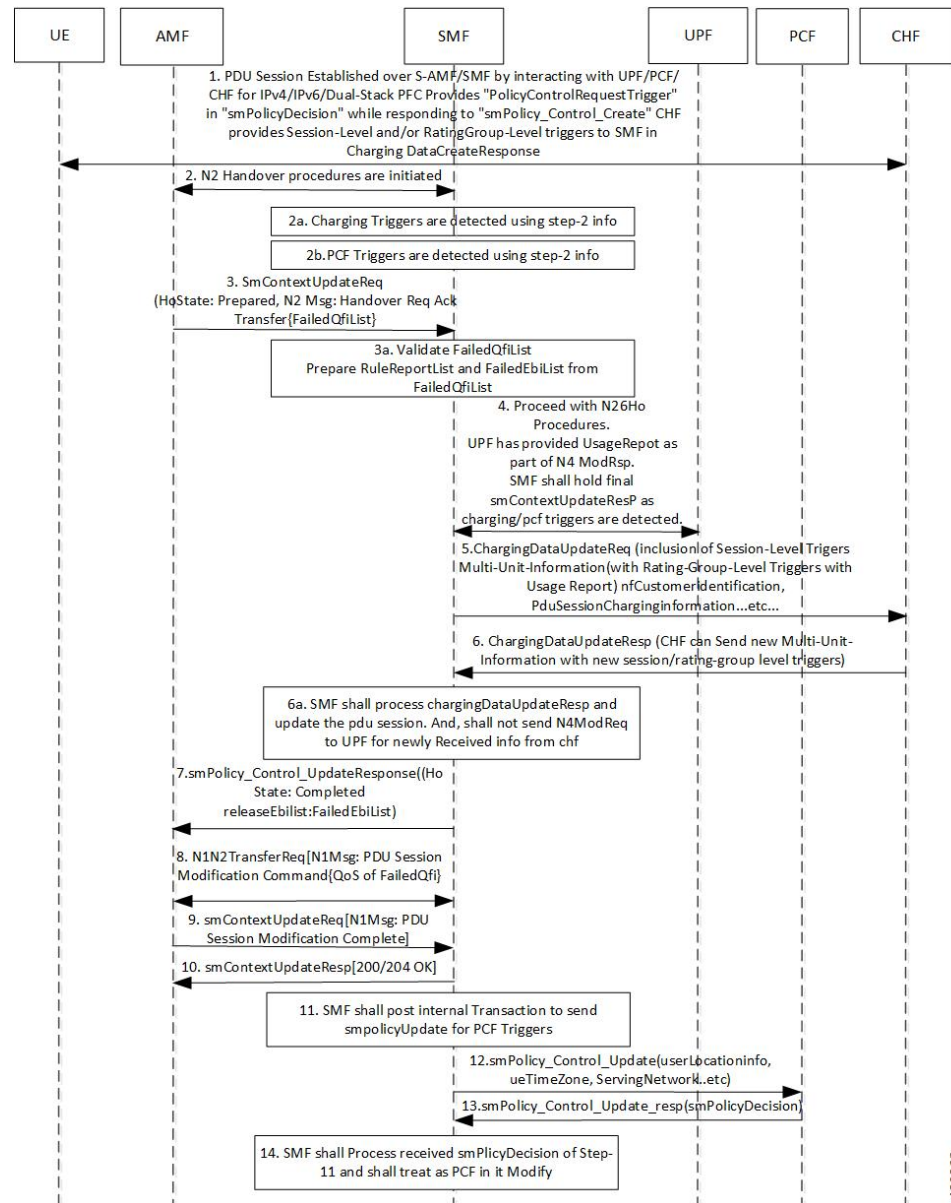 UE
AMF
SMF
UPF
PCF
CHF
1. PDU Session Established over S-AMF/SMF by interacting with UPF/PCF/
CHF for IPv4/IPv6/Dual-Stack PFC Provides "PolicyControlRequestTrigger"
in "smPolicyDecision" while responding to "smPolicy_Control_Create" CHF
provides Session-Level and/or RatingGroup-Level triggers to SMF in
Charging DataCreateResponse
2. N2 Handover procedures are initiated
2a. Charging Triggers are detected using step-2 info
2b.PCF Triggers are detected using step-2 info
3. SmContextUpdateReq
(HoState: Prepared, N2 Msg: Handover Req Ack
Transfer{FailedQfiList}
3a. Validate FailedQfiList
Prepare RuleReportList and FailedEbiList from
FailedQfiList
4. Proceed with N26Ho
Procedures.
UPF has provided UsageRepot as
part of N4 ModRsp.
SMF shall hold final
smContextUpdateResP as
charging/pcf triggers are detected.
5.ChargingDataUpdateReq (inclusion of Session-Level Trigers
Multi-Unit-Information(with Rating-Group-Level Triggers with
Usage Report) nfCustomerIdentification,
PduSessionCharginginformation...etc...
6. ChargingDataUpdateResp (CHF can Send new Multi-Unit-
Information with new session/rating-group level triggers)
6a. SMF shall process chargingDataUpdateResp and
update the pdu session. And, shall not send N4ModReq
to UPF for newly Received info from chf
7.smPolicy_Control_UpdateResponse((Ho
State: Completed
releaseEbilist:FailedEbiList)
8. N1N2TransferReq[N1Msg: PDU Session
Modification Command{QoS of FailedQfi}
9. smContextUpdateReq[N1Msg: PDU
Session Modification Complete]
10. smContextUpdateResp[200/204 OK]
11. SMF shall post internal Transaction to send
smpolicyUpdate for PCF Triggers
12.smPolicy_Control_Update(userLocationinfo,
ueTimeZone, ServingNetwork..etc)
13.smPolicy_Control_Update_resp(smPolicyDecision)
14. SMF shall Process received smPlicyDecision of Step-
11 and shall treat as PCF in it Modify